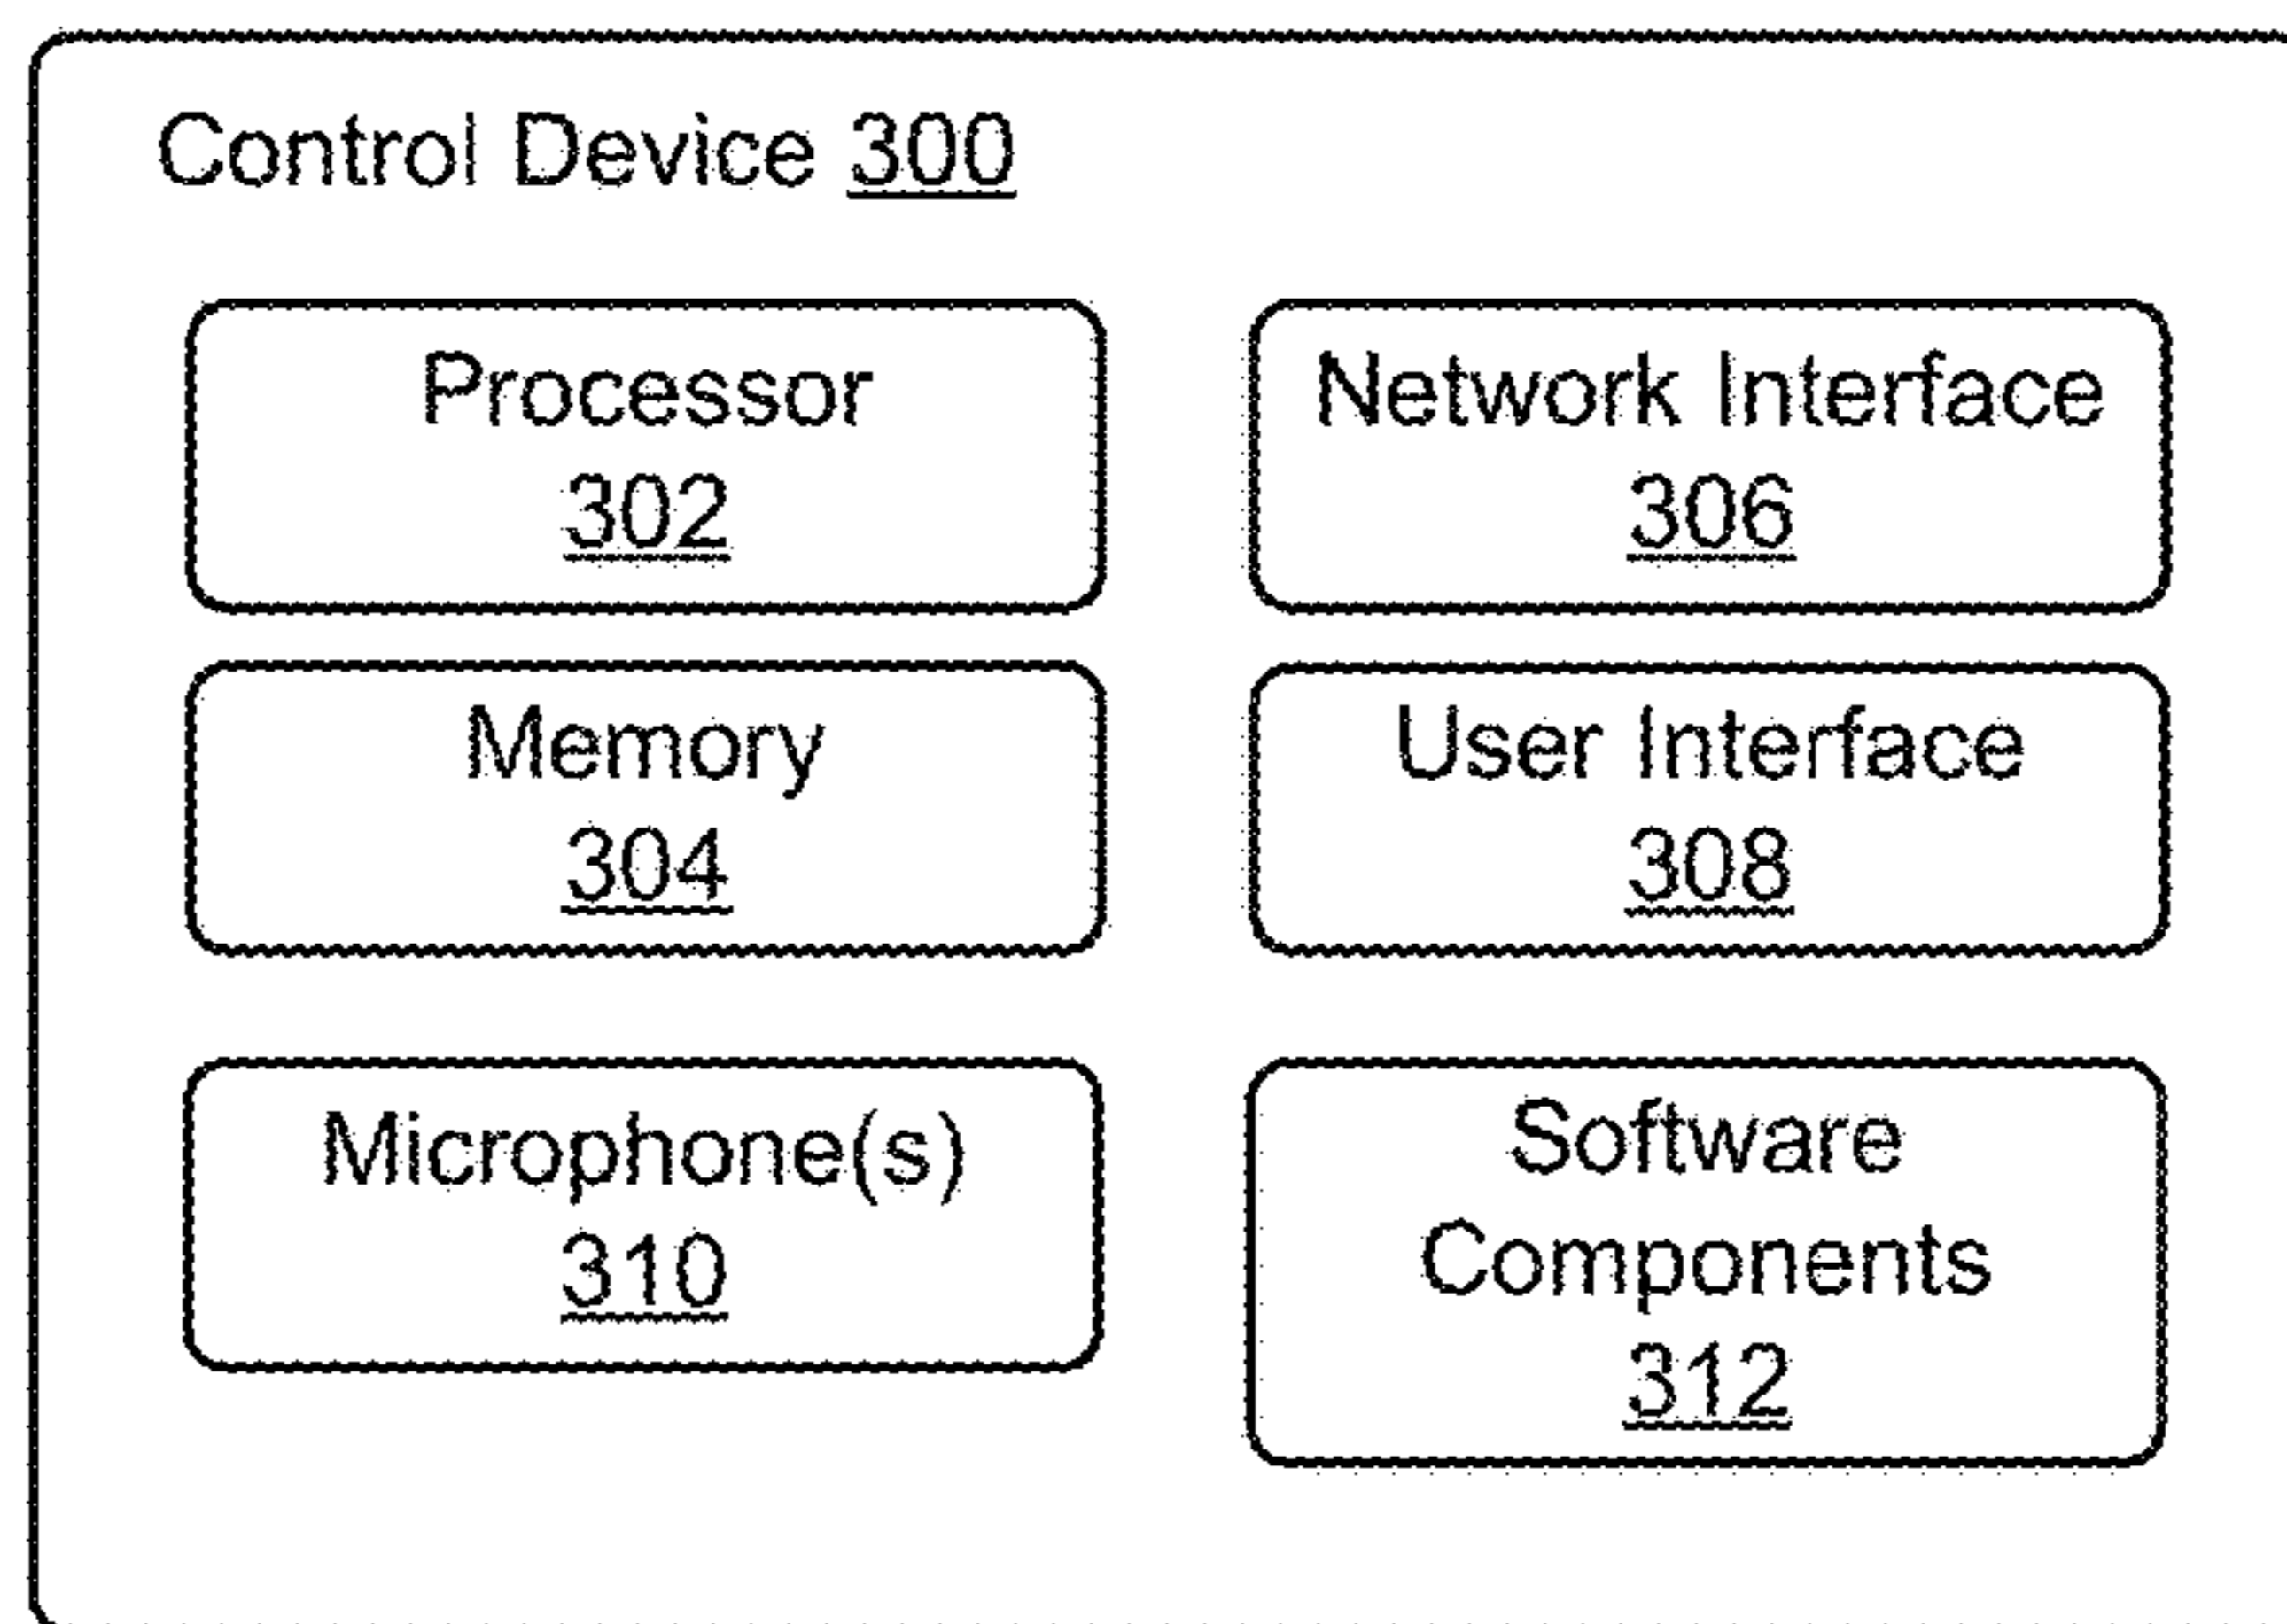 Control Device 300
Processor
302
Network Interface
306
Memory
304
User Interface
308
Microphone(s)
310
Software
Components
312